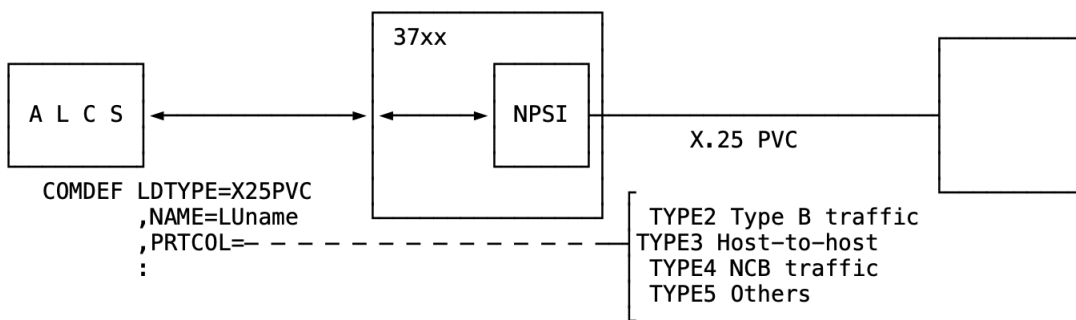 37xx
A L C S
NPSI
X.25 PVC
COMDEF LDTYPE=X25PVC
,NAME=LUname
,PRTCOL=
:
TYPE2 Type B traffic
TYPE3 Host-to-host
TYPE4 NCB traffic
TYPE5 Others